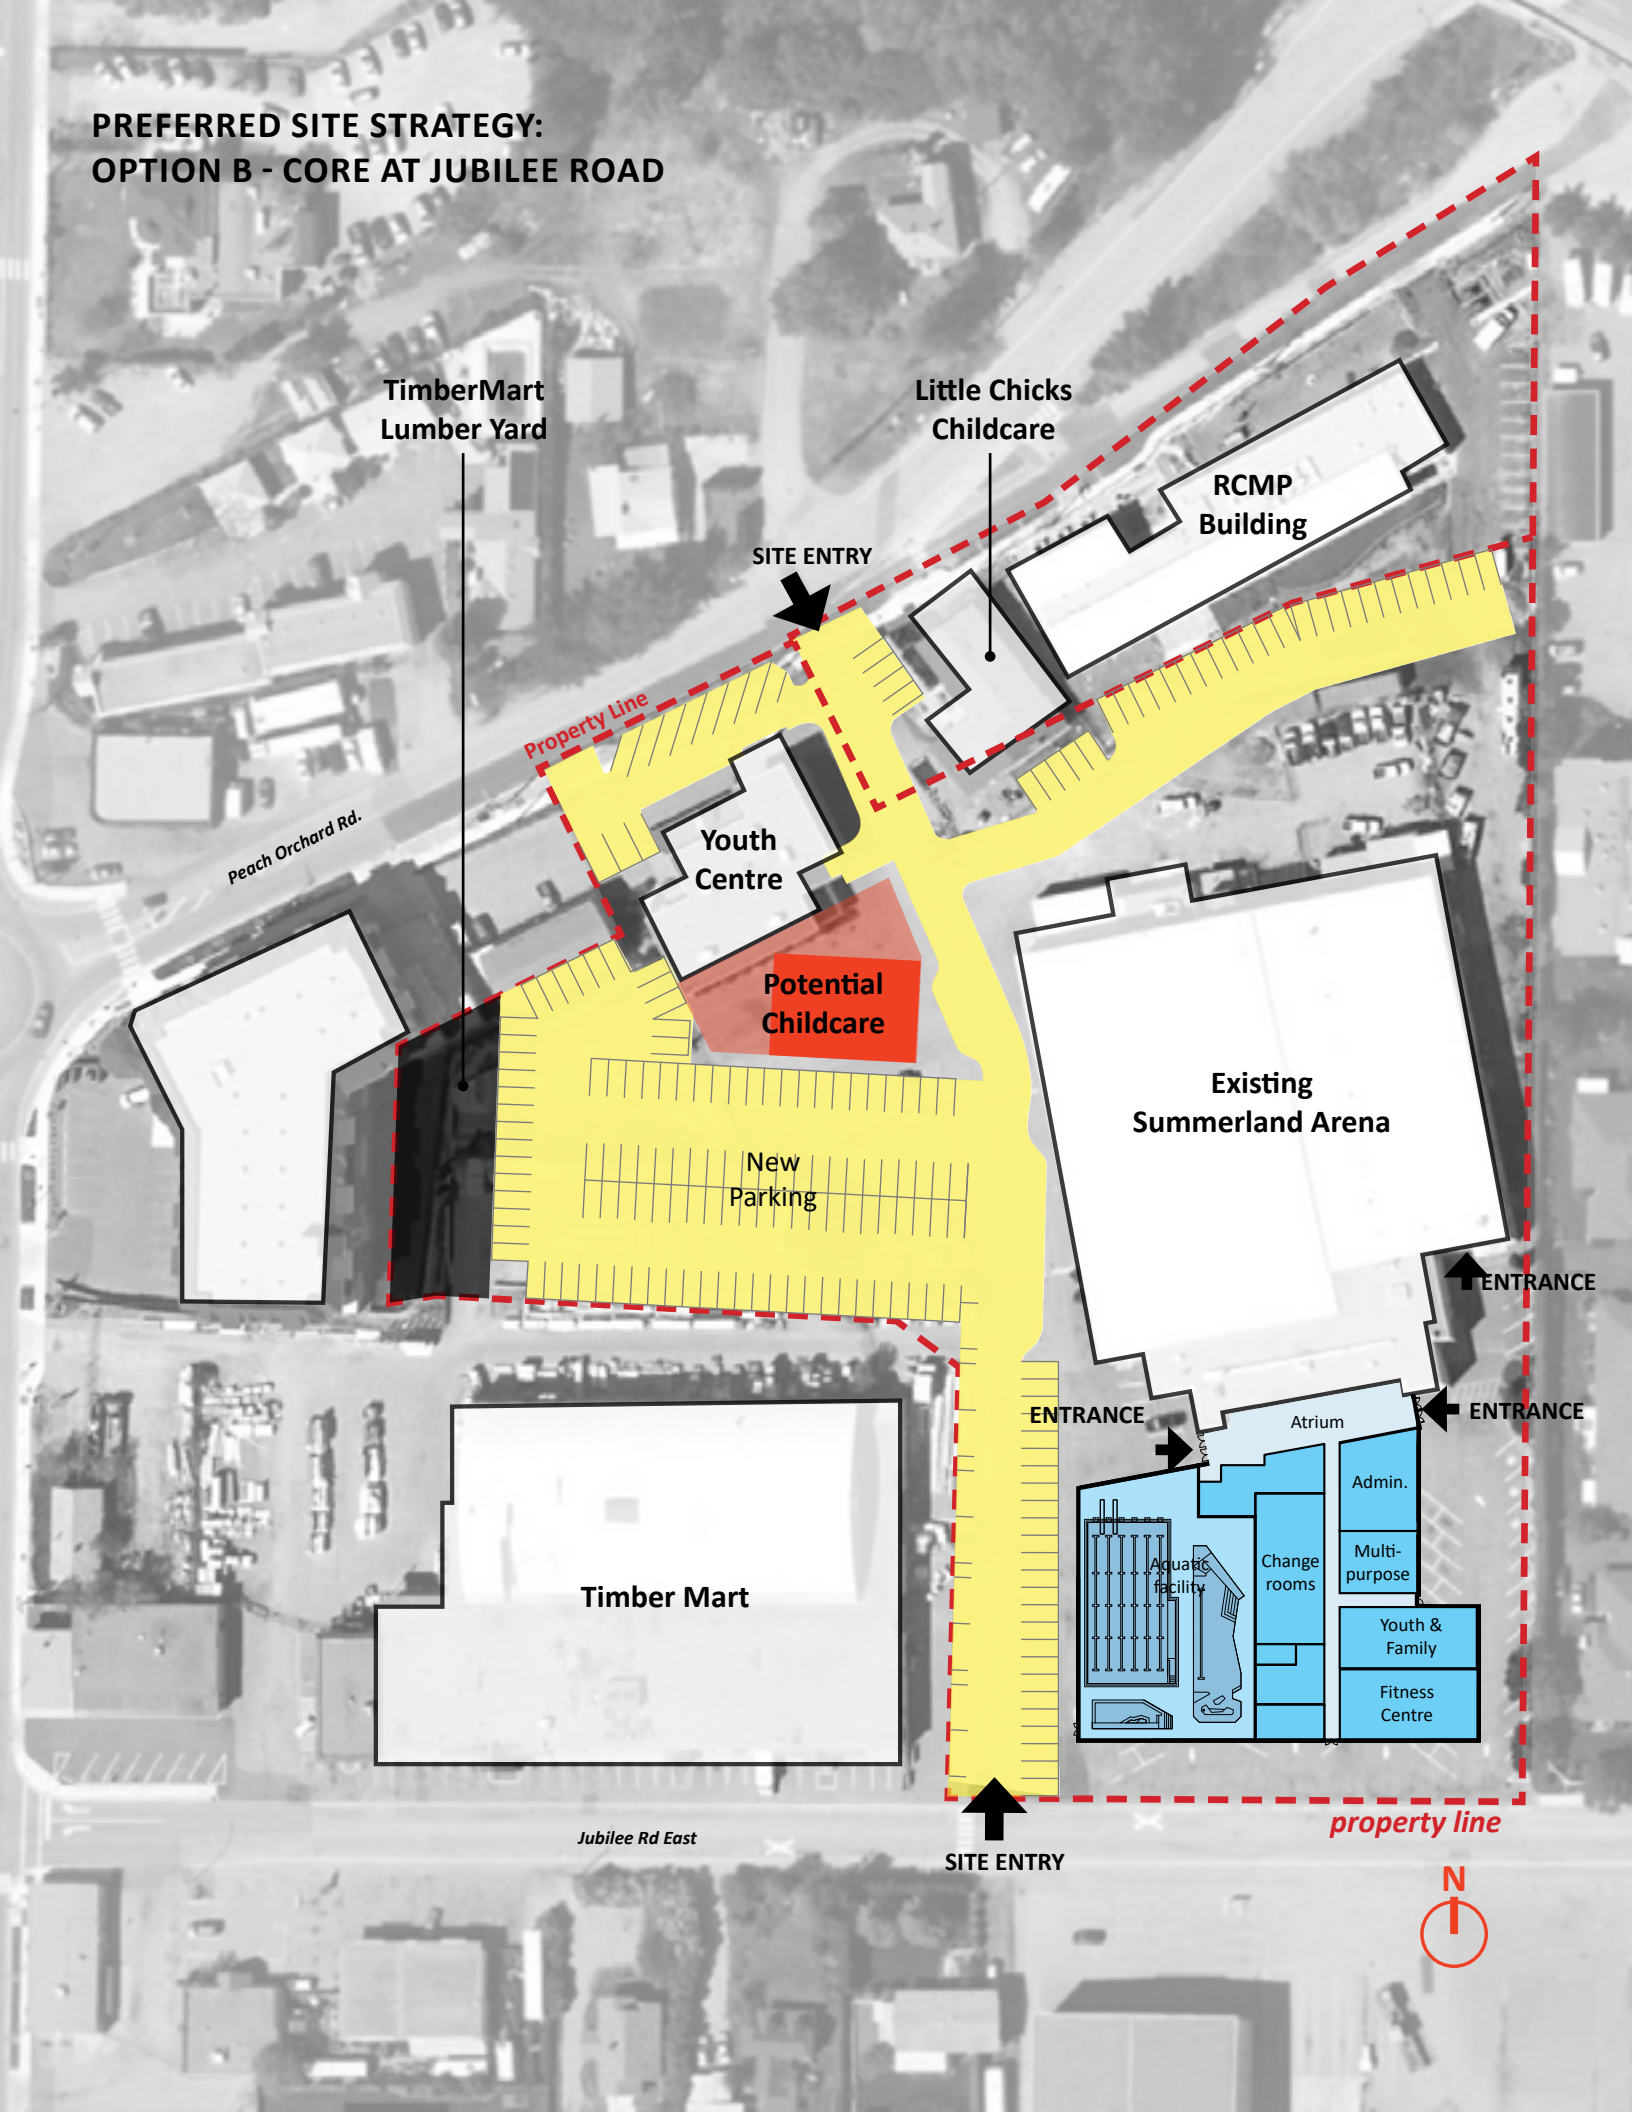 PREFERRED SITE STRATEGY:
OPTION B - CORE AT JUBILEE ROAD
TimberMart
Lumber Yard
Little Chicks
Childcare
RCMP
Building
SITE ENTRY
Property Line
Peach Orchard Rd.
Youth
Centre
Potential
Childcare
Existing
Summerland Arena
New
Parking
ENTRANCE
ENTRANCE
ENTRANCE
Atrium
Admin.
Multi-
purpose
Aquatic
facility
Change
rooms
Youth &
Family
Fitness
Centre
Timber Mart
property line
Jubilee Rd East
SITE ENTRY
N